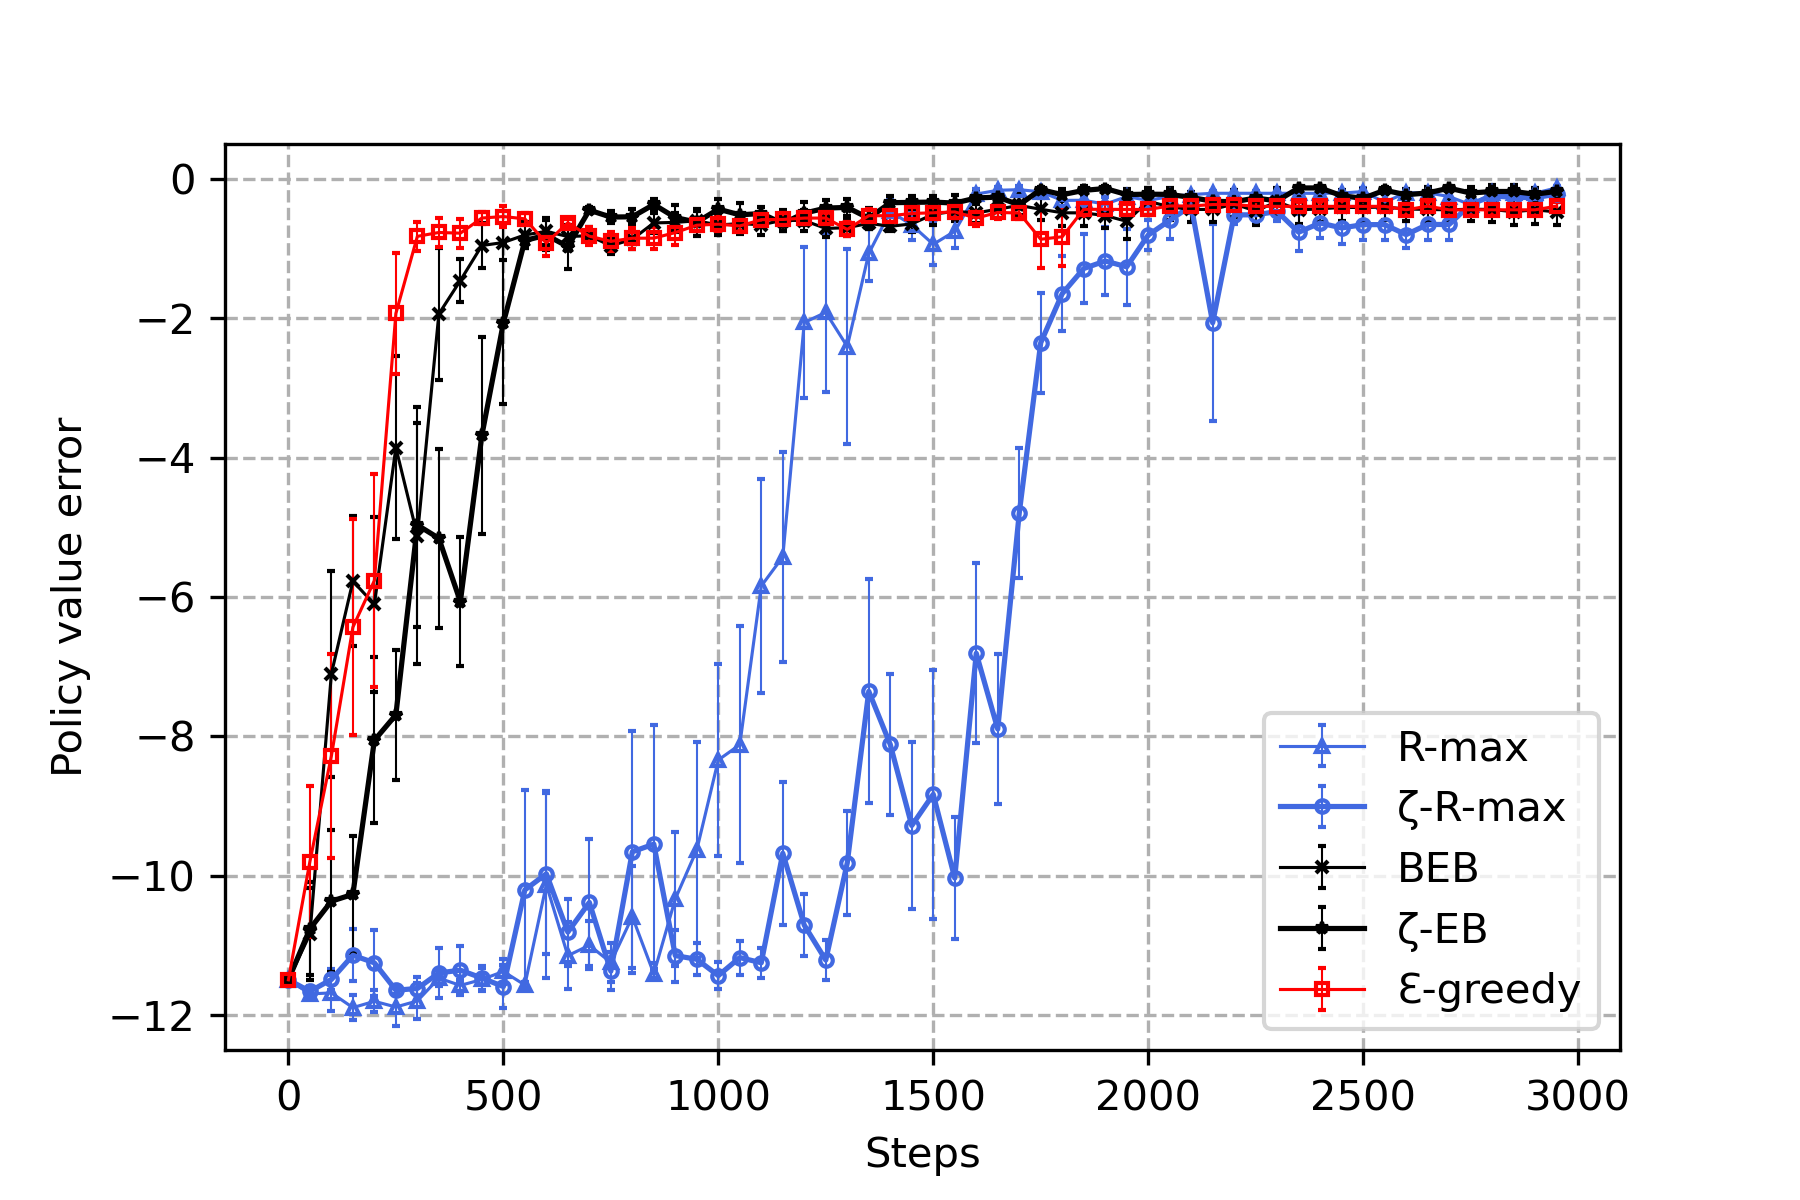 0
−2
−4
−6
−8
−10
−12
Policy value error
0 500 1000 1500 2000 2500 3000
Steps
R-max
ζ-R-max
BEB
ζ-EB
Ɛ-greedy